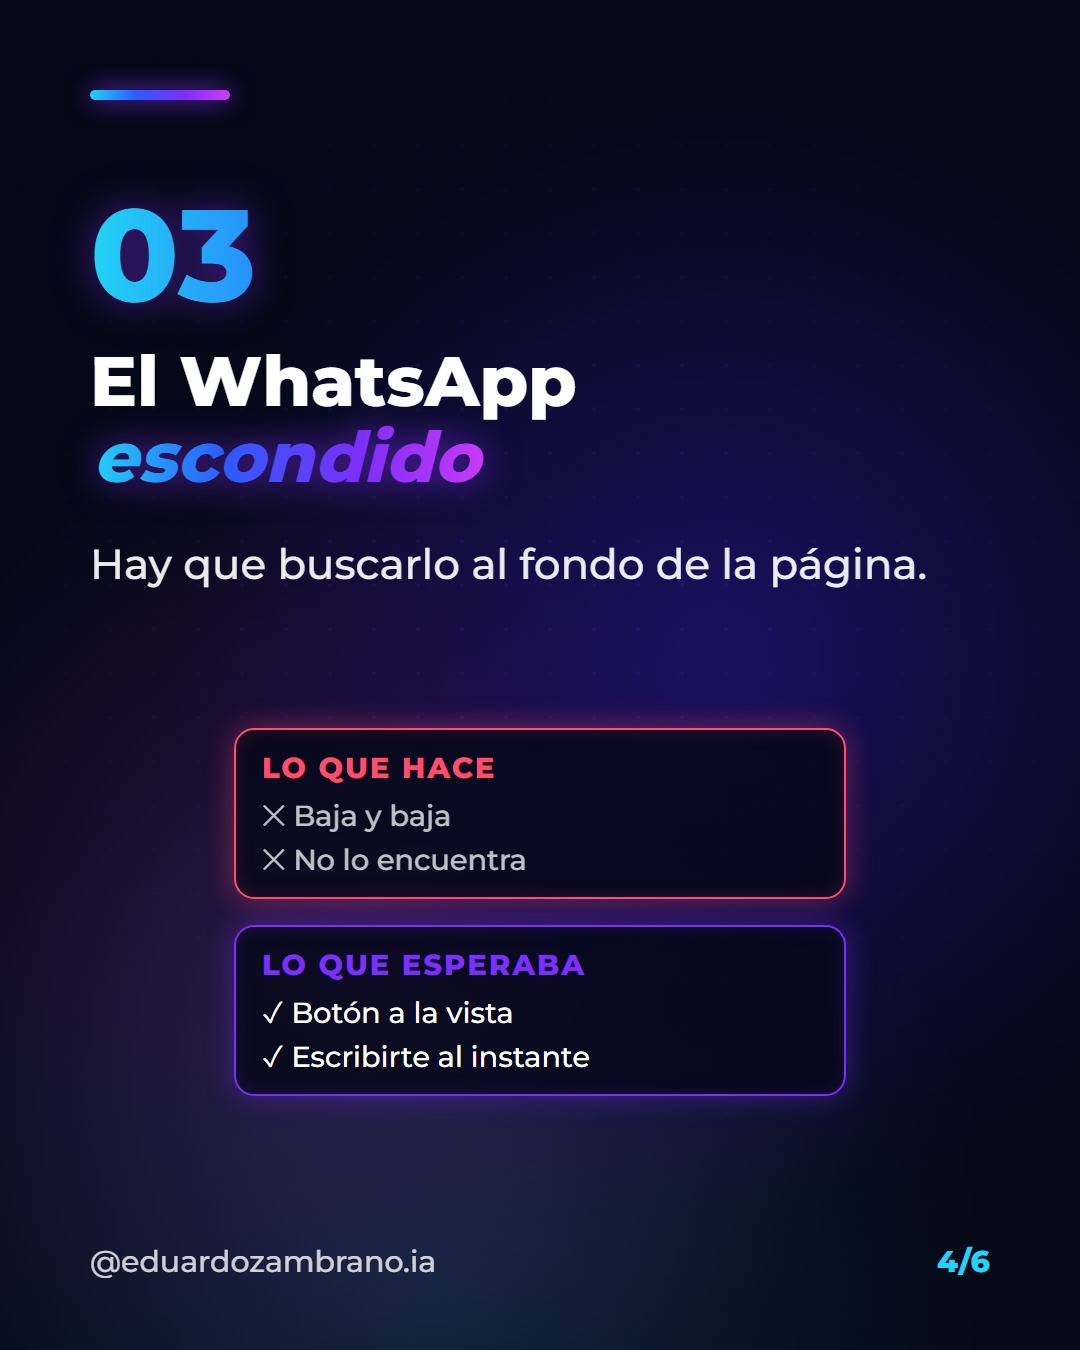 03
El WhatsApp
escondido
Hay que buscarlo al fondo de la página.
LO QUE HACE
✕ Baja y baja
✕ No lo encuentra
LO QUE ESPERABA
✓ Botón a la vista
✓ Escribirte al instante
@eduardozambrano.ia
4/6